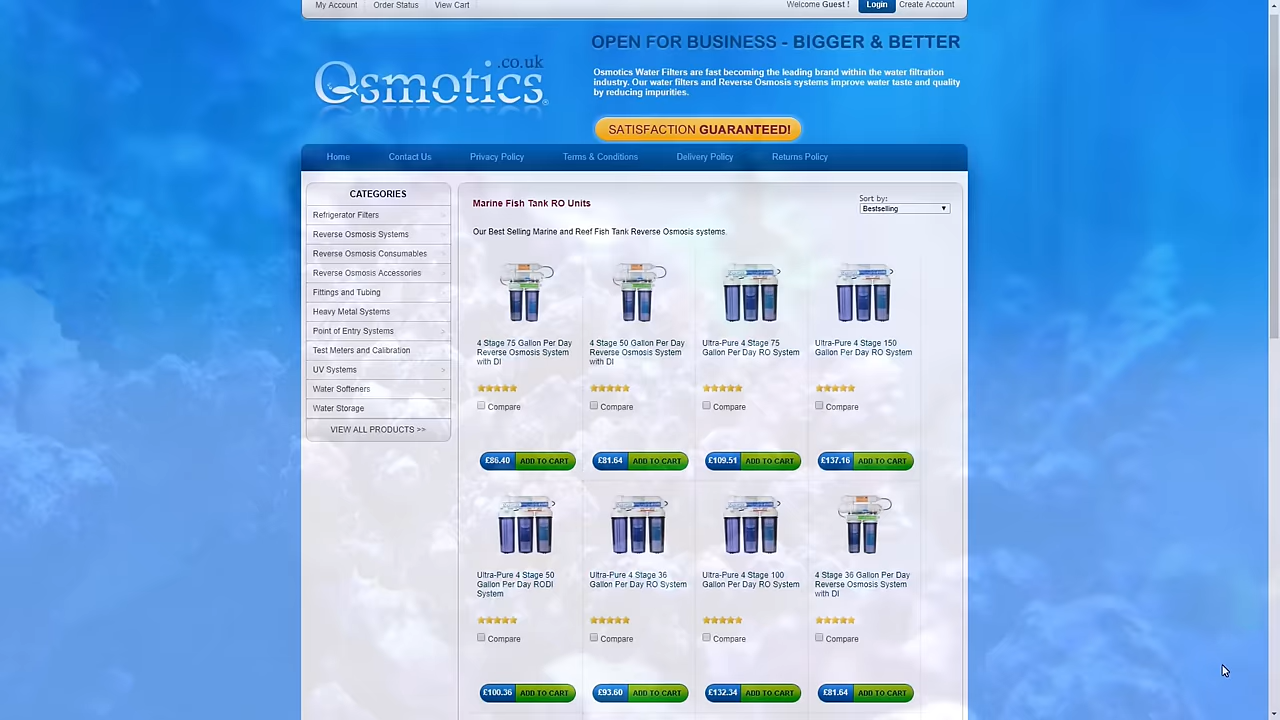 My Account
Order Status
View Cart
Welcome Guest !
Login
Create Account
Osmotics.co.uk®
OPEN FOR BUSINESS - BIGGER & BETTER
Osmotics Water Filters are fast becoming the leading brand within the water filtration
industry. Our water filters and Reverse Osmosis systems improve water taste and quality
by reducing impurities.
SATISFACTION GUARANTEED!
Home
Contact Us
Privacy Policy
Terms & Conditions
Delivery Policy
Returns Policy
CATEGORIES
Refrigerator Filters
Reverse Osmosis Systems
Reverse Osmosis Consumables
Reverse Osmosis Accessories
Fittings and Tubing
Heavy Metal Systems
Point of Entry Systems
Test Meters and Calibration
UV Systems
Water Softeners
Water Storage
VIEW ALL PRODUCTS >>
Marine Fish Tank RO Units
Sort by:
Bestselling
Our Best Selling Marine and Reef Fish Tank Reverse Osmosis systems.
4 Stage 75 Gallon Per Day
Reverse Osmosis System
with DI
Compare
£86.40 ADD TO CART
4 Stage 50 Gallon Per Day
Reverse Osmosis System
with DI
Compare
£81.64 ADD TO CART
Ultra-Pure 4 Stage 75
Gallon Per Day RO System
Compare
£109.51 ADD TO CART
Ultra-Pure 4 Stage 150
Gallon Per Day RO System
Compare
£137.16 ADD TO CART
Ultra-Pure 4 Stage 50
Gallon Per Day RODI
System
Compare
£100.36 ADD TO CART
Ultra-Pure 4 Stage 36
Gallon Per Day RO System
Compare
£93.60 ADD TO CART
Ultra-Pure 4 Stage 100
Gallon Per Day RO System
Compare
£132.34 ADD TO CART
4 Stage 36 Gallon Per Day
Reverse Osmosis System
with DI
Compare
£81.64 ADD TO CART